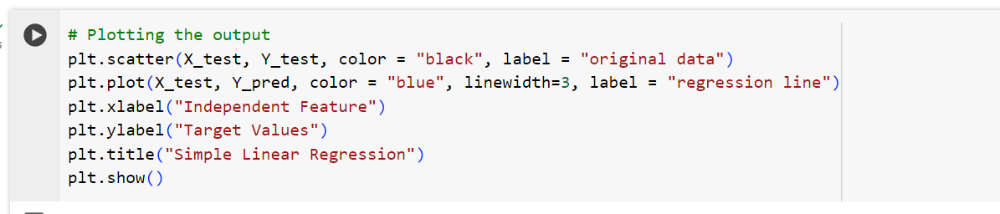 # Plotting the output
plt.scatter(X_test, Y_test, color = "black", label = "original data")
plt.plot(X_test, Y_pred, color = "blue", linewidth=3, label = "regression line")
plt.xlabel("Independent Feature")
plt.ylabel("Target Values")
plt.title("Simple Linear Regression")
plt.show()